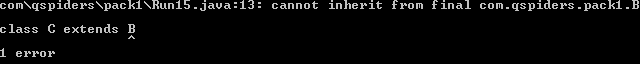 com\qspiders\pack1\Run15.java:13: cannot inherit from final com.qspiders.pack1.B
class C extends B
^
1 error